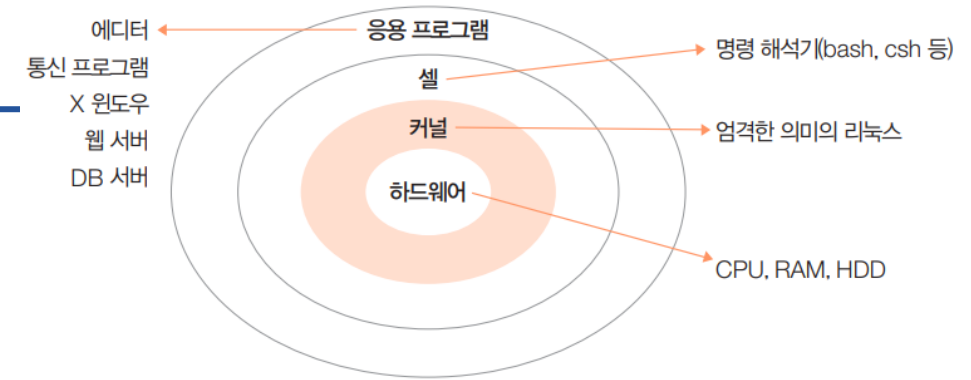 에디터
통신 프로그램
X 윈도우
웹 서버
DB 서버
응용 프로그램
셸
커널
하드웨어
명령 해석기(bash, csh 등)
엄격한 의미의 리눅스
CPU, RAM, HDD